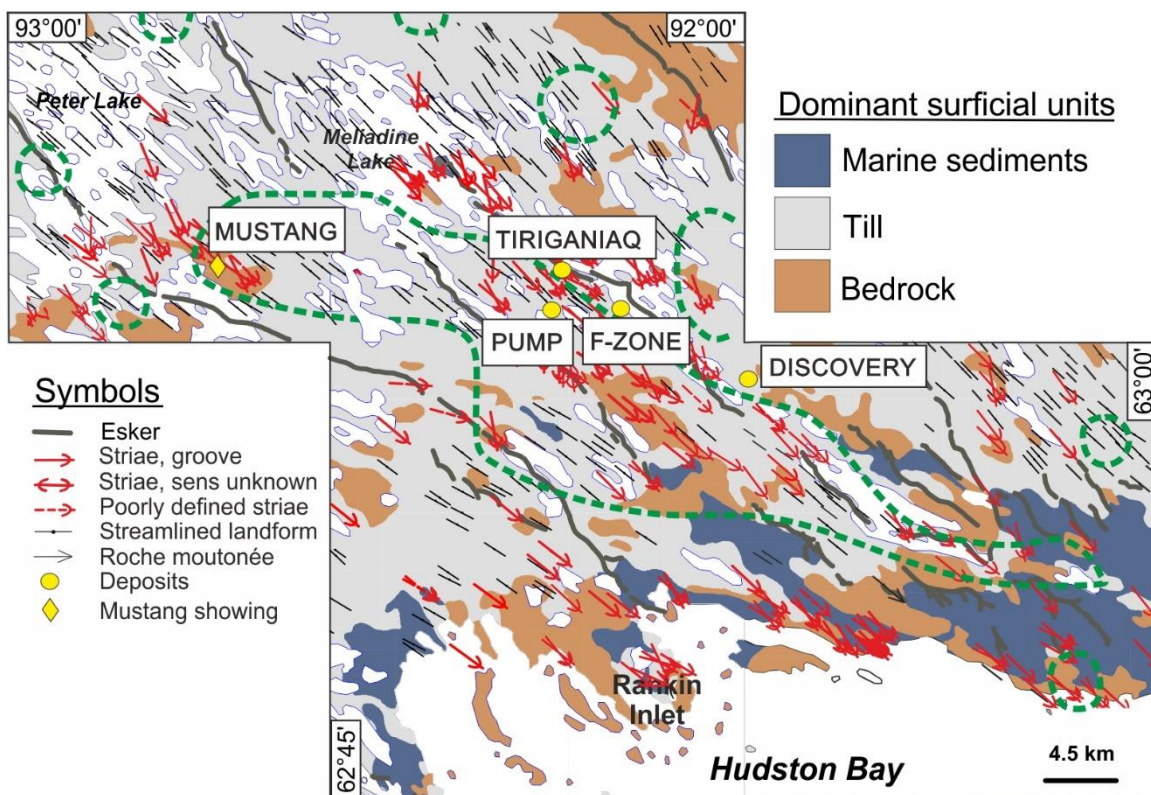 93°00'
92°00'
Peter Lake
Meliadine
Lake
MUSTANG
TIRIGANIAQ
PUMP
F-ZONE
DISCOVERY
63°00'
Dominant surficial units
Marine sediments
Till
Bedrock
Symbols
Esker
Striae, groove
Striae, sens unknown
Poorly defined striae
Streamlined landform
Roche moutonée
Deposits
Mustang showing
62°45'
Rankin
Inlet
Hudston Bay
4.5 km